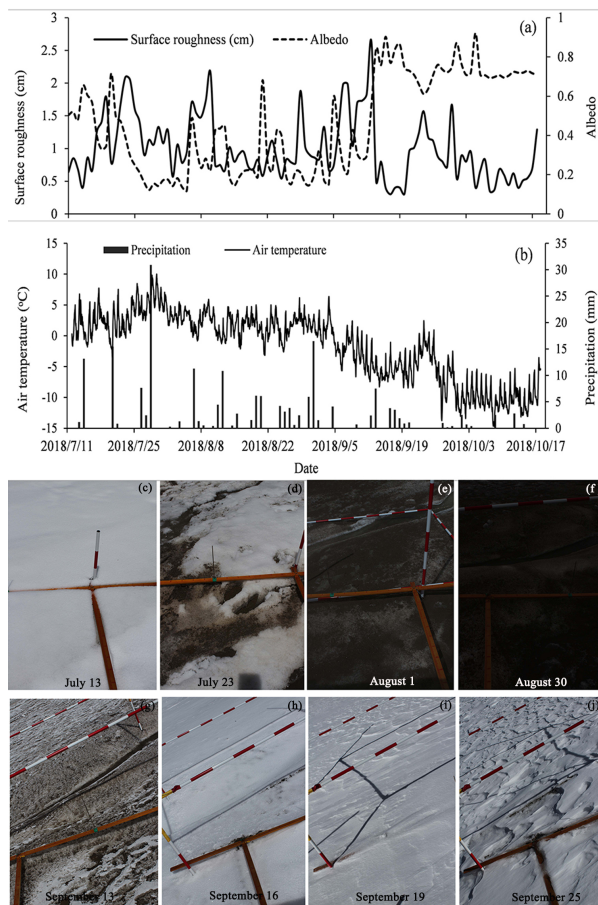 (a)
Surface roughness (cm)
Albedo
3
2.5
2
1.5
1
0.5
0
Surface roughness (cm)
1
0.8
0.6
0.4
0.2
0
Albedo
(b)
Precipitation
Air temperature
15
10
5
0
-5
-10
-15
Air temperature (°C)
35
30
25
20
15
10
5
0
Precipitation (mm)
2018/7/11 2018/7/25 2018/8/8 2018/8/22 2018/9/5 2018/9/19 2018/10/3 2018/10/17
Date
(c) (d) (e) (f)
July 13 July 23 August 1 August 30
(g) (h) (i) (j)
September 13 September 16 September 19 September 25